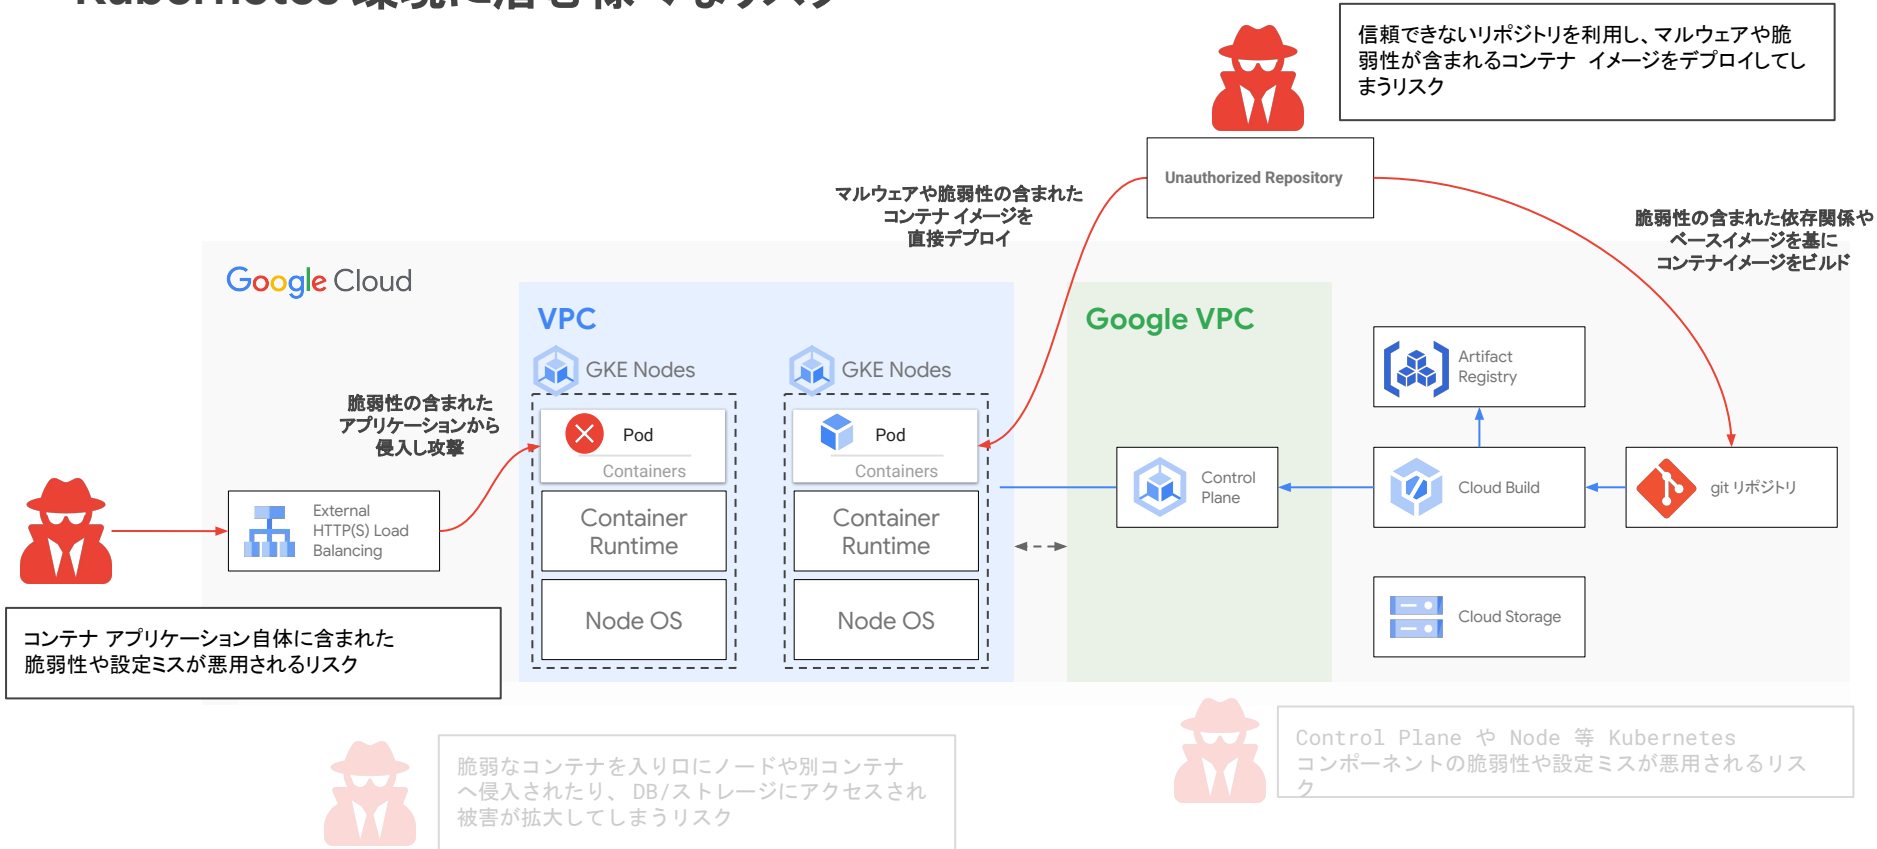 Kubernetes 環境に潜む様々なリスク
信頼できないリポジトリを利用し、マルウェアや脆
弱性が含まれるコンテナ イメージをデプロイしてし
まうリスク
Unauthorized Repository
マルウェアや脆弱性の含まれた
コンテナ イメージを
直接デプロイ
脆弱性の含まれた依存関係や
ベースイメージを基に
コンテナイメージをビルド
Google Cloud
VPC
Google VPC
GKE Nodes
GKE Nodes
Artifact
Registry
脆弱性の含まれた
アプリケーションから
侵入し攻撃
Pod
Containers
Pod
Containers
Control
Plane
Cloud Build
git リポジトリ
External
HTTP(S) Load
Balancing
Container
Runtime
Container
Runtime
Node OS
Node OS
Cloud Storage
コンテナ アプリケーション自体に含まれた
脆弱性や設定ミスが悪用されるリスク
脆弱なコンテナを入り口にノードや別コンテナ
へ侵入されたり、 DB/ストレージにアクセスされ
被害が拡大してしまうリスク
Control Plane や Node 等 Kubernetes
コンポーネントの脆弱性や設定ミスが悪用されるリス
ク